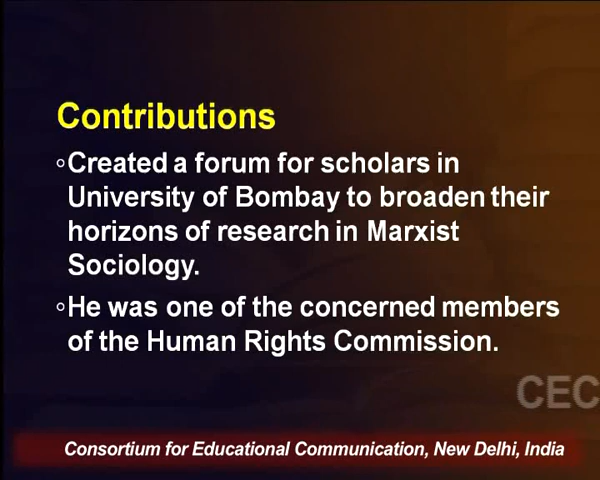 Contributions
◦Created a forum for scholars in
University of Bombay to broaden their
horizons of research in Marxist
Sociology.
◦He was one of the concerned members
of the Human Rights Commission.
CEC
Consortium for Educational Communication, New Delhi, India